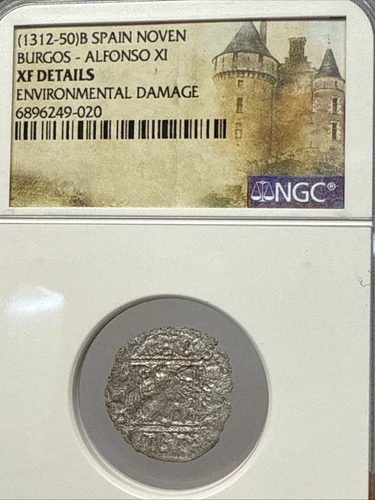 (1312-50)B SPAIN NOVEN
BURGOS - ALFONSO XI
XF DETAILS
ENVIRONMENTAL DAMAGE
6896249-020
NGC®